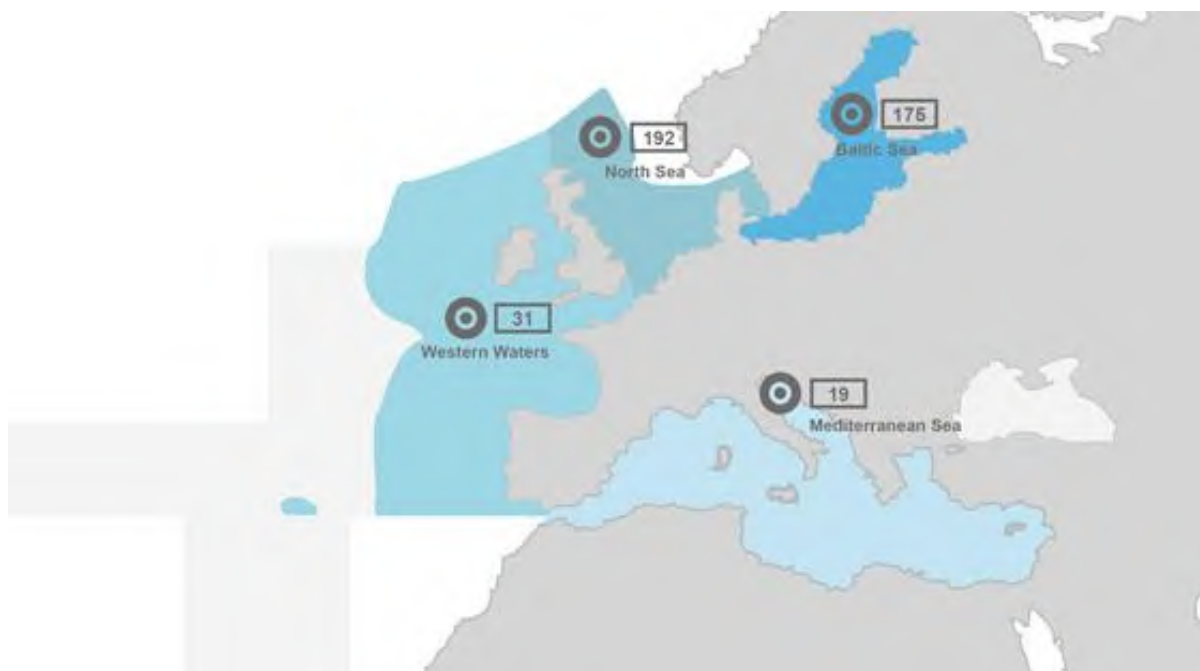 175
Baltic Sea
192
North Sea
31
Western Waters
19
Mediterranean Sea